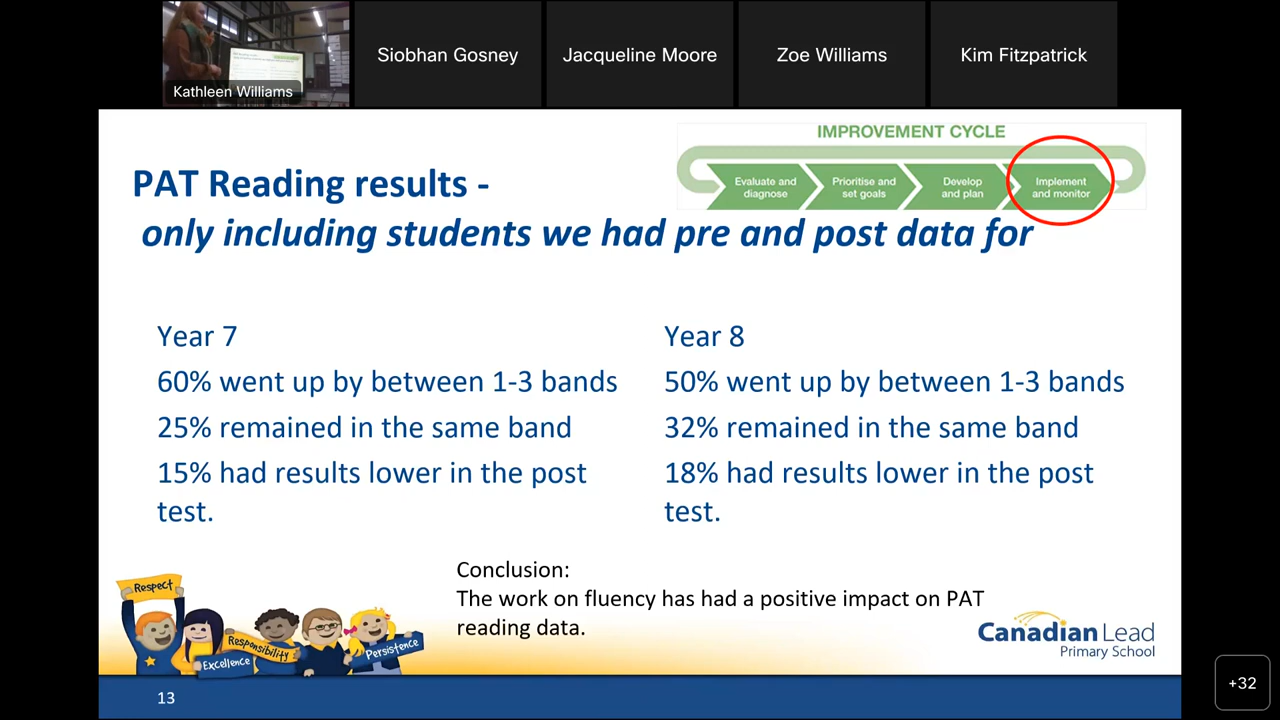 Kathleen Williams
Siobhan Gosney
Jacqueline Moore
Zoe Williams
Kim Fitzpatrick
IMPROVEMENT CYCLE
Evaluate and
diagnose
Prioritise and
set goals
Develop
and plan
Implement
and monitor
PAT Reading results -
only including students we had pre and post data for
Year 7
60% went up by between 1-3 bands
25% remained in the same band
15% had results lower in the post
test.
Year 8
50% went up by between 1-3 bands
32% remained in the same band
18% had results lower in the post
test.
Conclusion:
The work on fluency has had a positive impact on PAT
reading data.
Respect
Excellence
Responsibility
Persistence
Canadian Lead
Primary School
13
+32